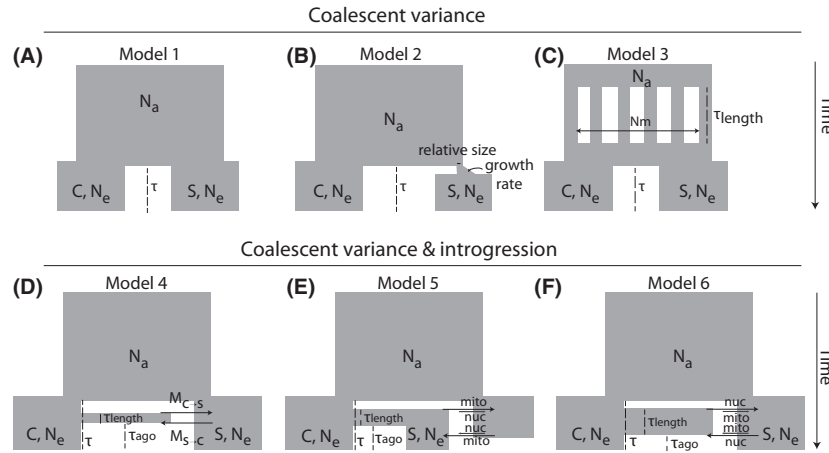 Coalescent variance
(A)
Model 1
Na
C, Ne
τ
S, Ne
(B)
Model 2
Na
relative size
growth
rate
C, Ne
τ
S, Ne
(C)
Model 3
Na
Nm
τlength
C, Ne
τ
S, Ne
Time
Coalescent variance & introgression
(D)
Model 4
Na
MC→S
τlength
MS→C
C, Ne
τ
τago
S, Ne
(E)
Model 5
Na
mito
nuc
τlength
nuc
mito
C, Ne
τ
τago
S, Ne
(F)
Model 6
Na
nuc
mito
τlength
mito
nuc
C, Ne
τ
τago
S, Ne
Time